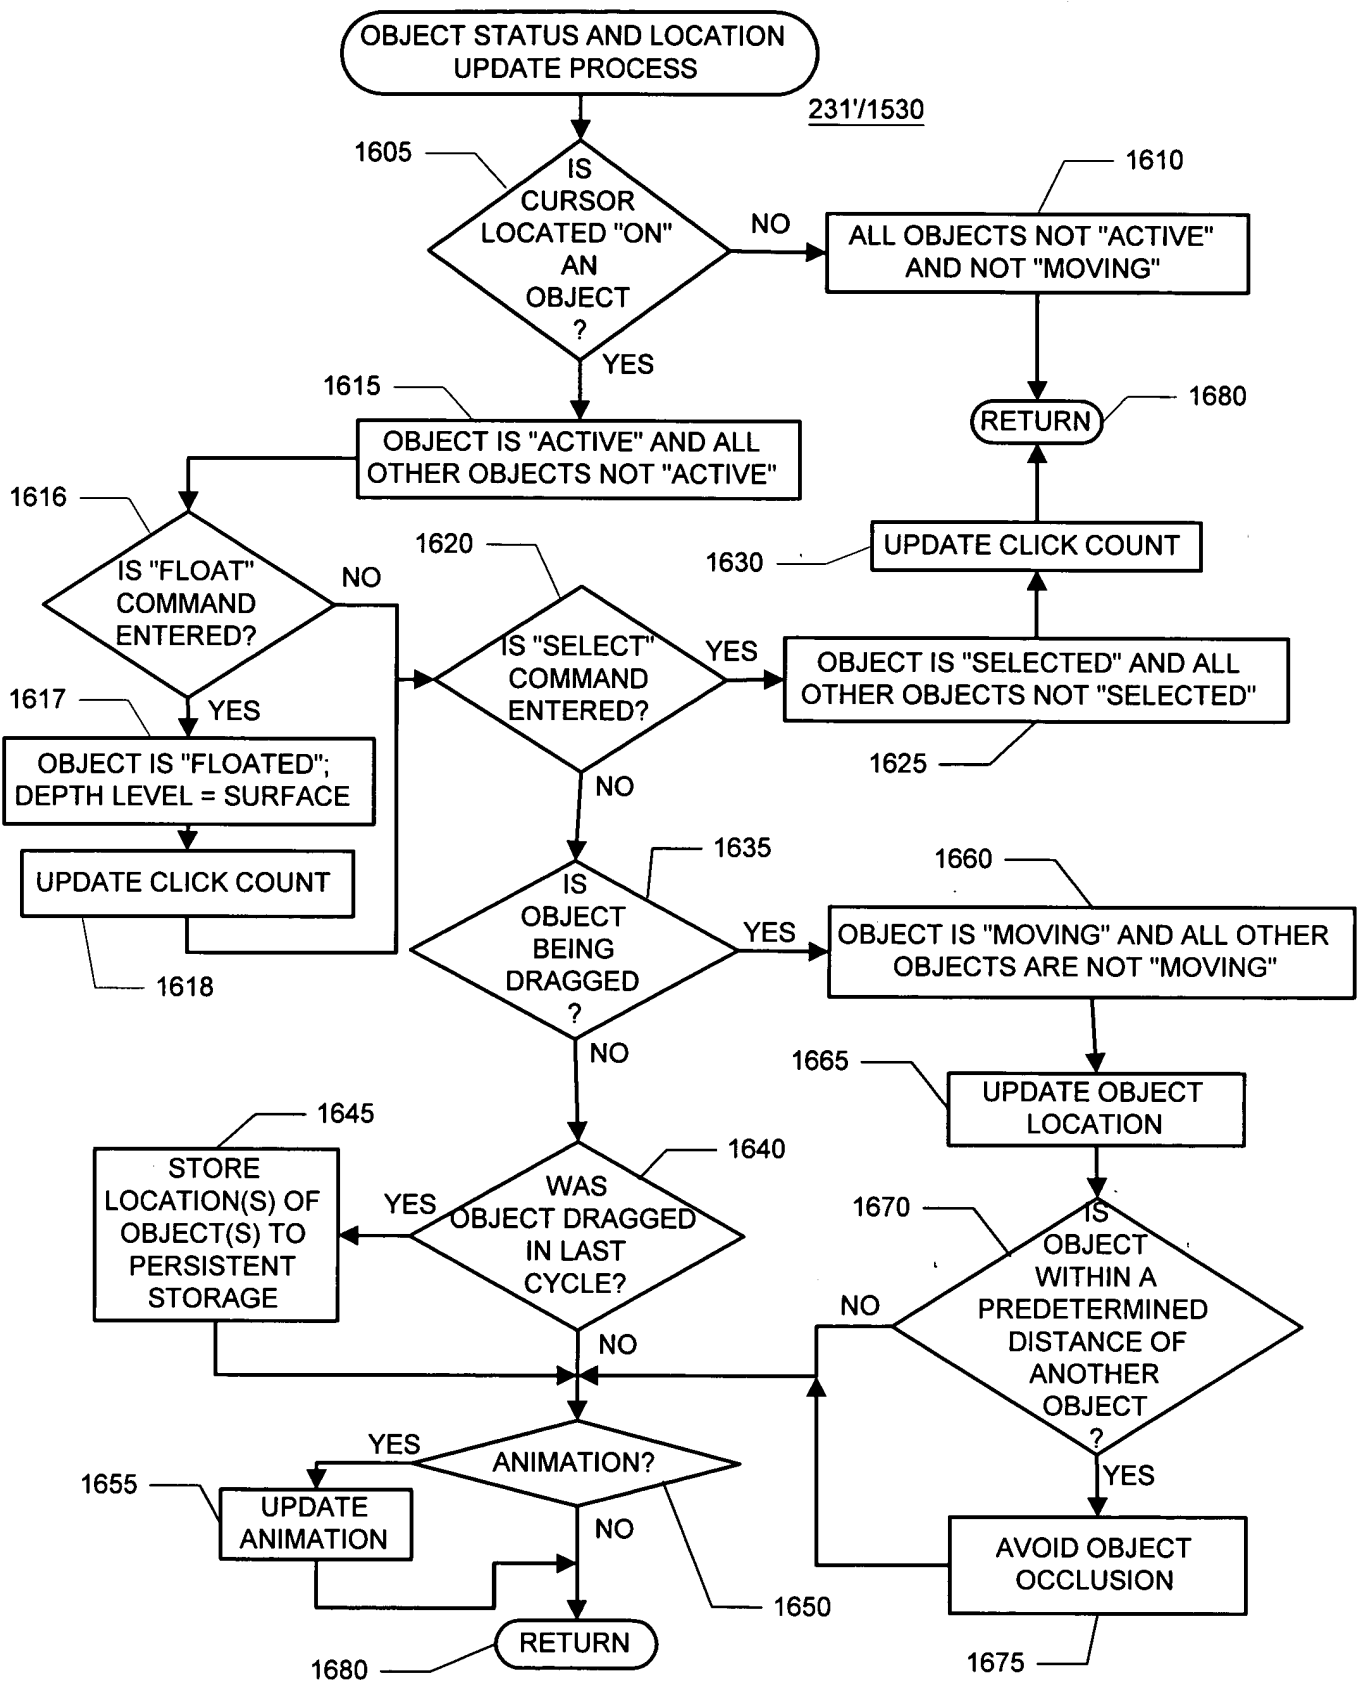 OBJECT STATUS AND LOCATION
UPDATE PROCESS
231'/1530
1605
IS
CURSOR
LOCATED "ON"
AN
OBJECT
?
NO
YES
1610
ALL OBJECTS NOT "ACTIVE"
AND NOT "MOVING"
1680
RETURN
1615
OBJECT IS "ACTIVE" AND ALL
OTHER OBJECTS NOT "ACTIVE"
1616
IS "FLOAT"
COMMAND
ENTERED?
NO
YES
1617
OBJECT IS "FLOATED";
DEPTH LEVEL = SURFACE
UPDATE CLICK COUNT
1618
1620
IS "SELECT"
COMMAND
ENTERED?
YES
NO
1630
UPDATE CLICK COUNT
OBJECT IS "SELECTED" AND ALL
OTHER OBJECTS NOT "SELECTED"
1625
1635
IS
OBJECT
BEING
DRAGGED
?
YES
NO
1660
OBJECT IS "MOVING" AND ALL OTHER
OBJECTS ARE NOT "MOVING"
1665
UPDATE OBJECT
LOCATION
1640
WAS
OBJECT DRAGGED
IN LAST
CYCLE?
YES
NO
1645
STORE
LOCATION(S) OF
OBJECT(S) TO
PERSISTENT
STORAGE
1670
IS
OBJECT
WITHIN A
PREDETERMINED
DISTANCE OF
ANOTHER
OBJECT
?
NO
YES
ANIMATION?
YES
NO
1650
1655
UPDATE
ANIMATION
AVOID OBJECT
OCCLUSION
1675
RETURN
1680